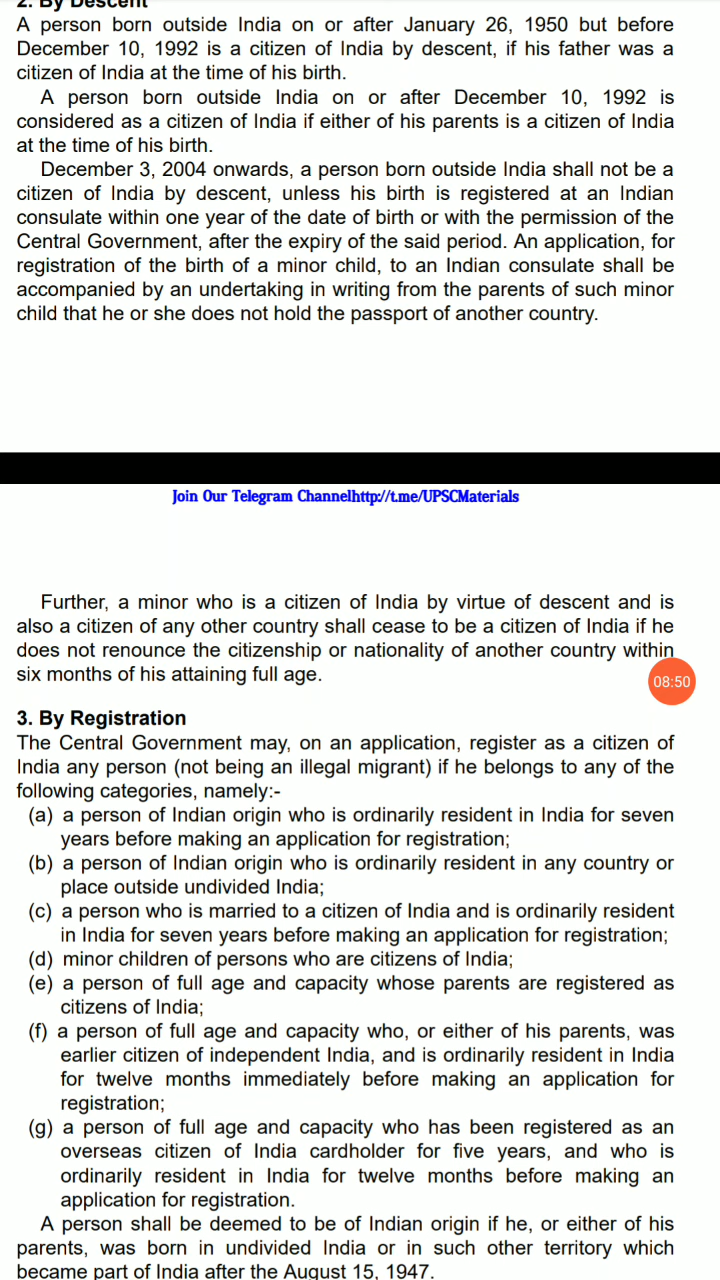 2. By Descent
A person born outside India on or after January 26, 1950 but before
December 10, 1992 is a citizen of India by descent, if his father was a
citizen of India at the time of his birth.
A person born outside India on or after December 10, 1992 is
considered as a citizen of India if either of his parents is a citizen of India
at the time of his birth.
December 3, 2004 onwards, a person born outside India shall not be a
citizen of India by descent, unless his birth is registered at an Indian
consulate within one year of the date of birth or with the permission of the
Central Government, after the expiry of the said period. An application, for
registration of the birth of a minor child, to an Indian consulate shall be
accompanied by an undertaking in writing from the parents of such minor
child that he or she does not hold the passport of another country.
Join Our Telegram Channelhttp://t.me/UPSCMaterials
Further, a minor who is a citizen of India by virtue of descent and is
also a citizen of any other country shall cease to be a citizen of India if he
does not renounce the citizenship or nationality of another country within
six months of his attaining full age.
08:50
3. By Registration
The Central Government may, on an application, register as a citizen of
India any person (not being an illegal migrant) if he belongs to any of the
following categories, namely:-
(a) a person of Indian origin who is ordinarily resident in India for seven
years before making an application for registration;
(b) a person of Indian origin who is ordinarily resident in any country or
place outside undivided India;
(c) a person who is married to a citizen of India and is ordinarily resident
in India for seven years before making an application for registration;
(d) minor children of persons who are citizens of India;
(e) a person of full age and capacity whose parents are registered as
citizens of India;
(f) a person of full age and capacity who, or either of his parents, was
earlier citizen of independent India, and is ordinarily resident in India
for twelve months immediately before making an application for
registration;
(g) a person of full age and capacity who has been registered as an
overseas citizen of India cardholder for five years, and who is
ordinarily resident in India for twelve months before making an
application for registration.
A person shall be deemed to be of Indian origin if he, or either of his
parents, was born in undivided India or in such other territory which
became part of India after the August 15, 1947.